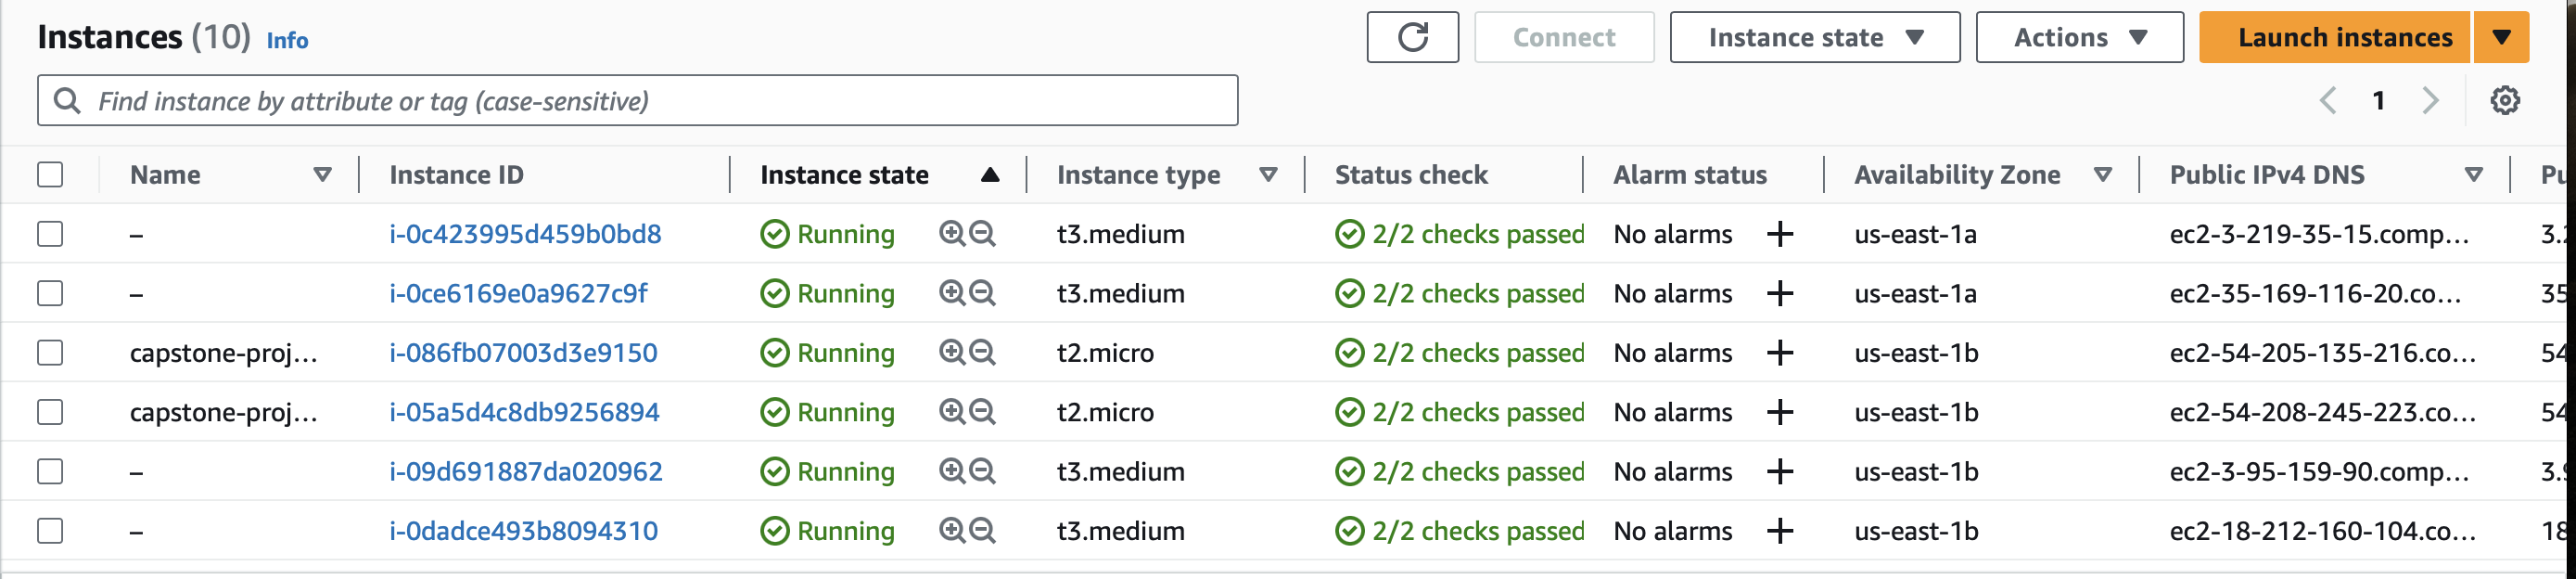 Instances (10) Info Connect Instance state Actions Launch instances
Find instance by attribute or tag (case-sensitive) 1
Name Instance ID Instance state Instance type Status check Alarm status Availability Zone Public IPv4 DNS Pu
– i-0c423995d459b0bd8 Running t3.medium 2/2 checks passed No alarms + us-east-1a ec2-3-219-35-15.comp… 3.2
– i-0ce6169e0a9627c9f Running t3.medium 2/2 checks passed No alarms + us-east-1a ec2-35-169-116-20.co… 35
capstone-proj… i-086fb07003d3e9150 Running t2.micro 2/2 checks passed No alarms + us-east-1b ec2-54-205-135-216.co… 54
capstone-proj… i-05a5d4c8db9256894 Running t2.micro 2/2 checks passed No alarms + us-east-1b ec2-54-208-245-223.co… 54
– i-09d691887da020962 Running t3.medium 2/2 checks passed No alarms + us-east-1b ec2-3-95-159-90.comp… 3.9
– i-0dadce493b8094310 Running t3.medium 2/2 checks passed No alarms + us-east-1b ec2-18-212-160-104.co… 18